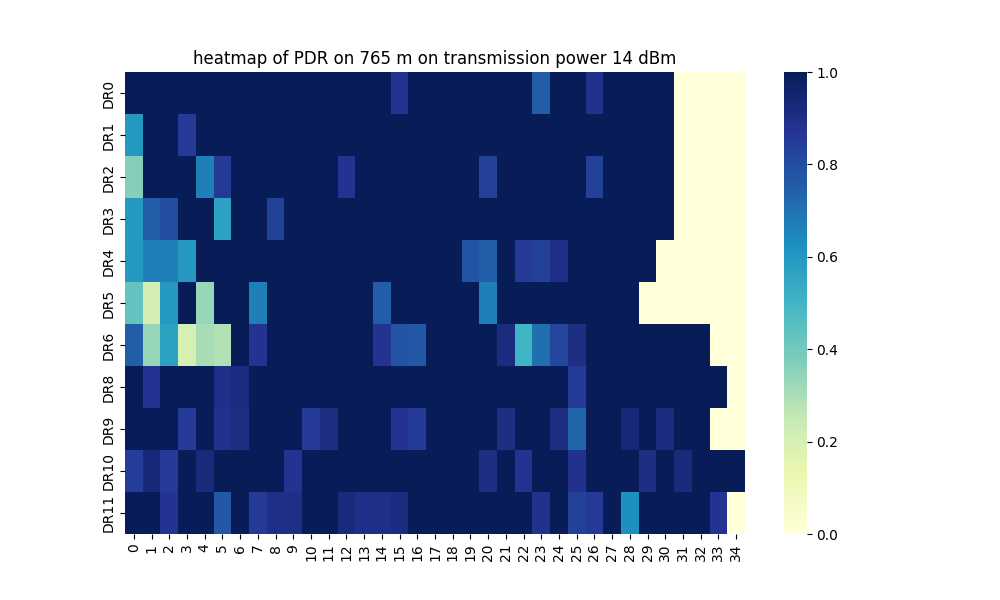 heatmap of PDR on 765 m on transmission power 14 dBm
DR0
DR1
DR2
DR3
DR4
DR5
DR6
DR8
DR9
DR10
DR11
0 1 2 3 4 5 6 7 8 9 10 11 12 13 14 15 16 17 18 19 20 21 22 23 24 25 26 27 28 29 30 31 32 33 34
1.0
0.8
0.6
0.4
0.2
0.0